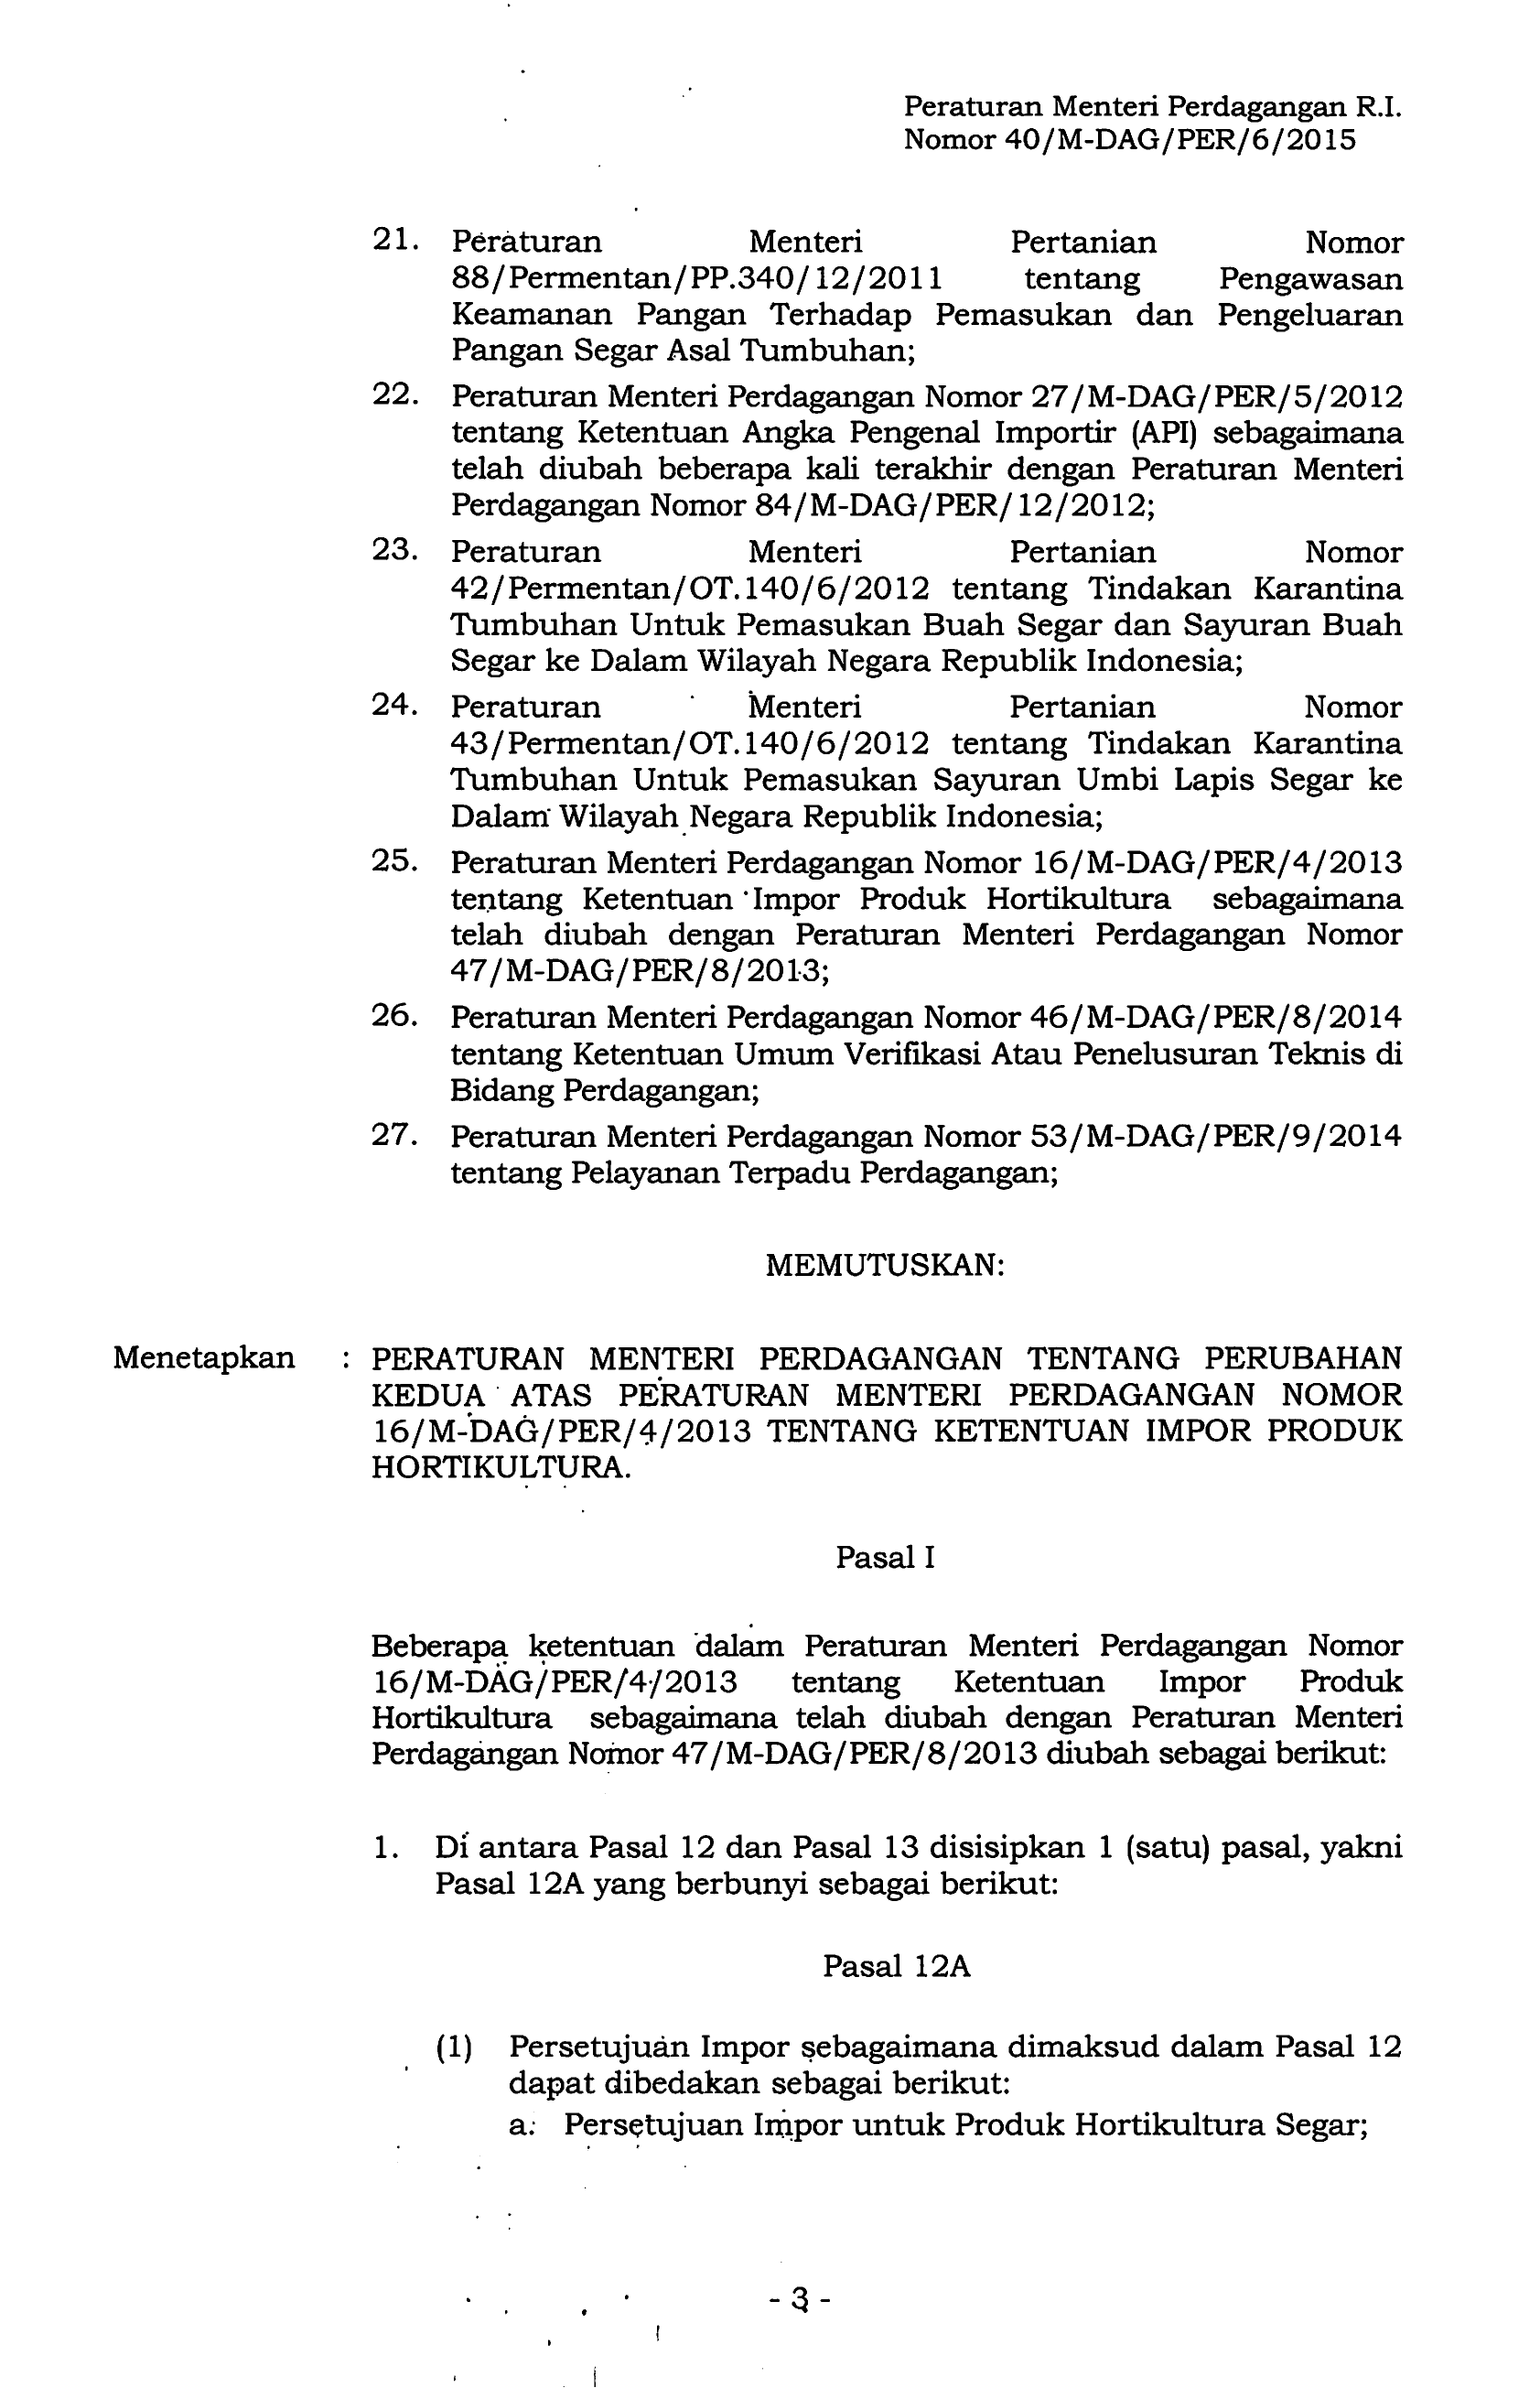 Peraturan Menteri Perdagangan R.I.
Nomor 40/M-DAG/PER/6/2015
21. Peraturan Menteri Pertanian Nomor
88/Permentan/PP.340/12/2011 tentang Pengawasan
Keamanan Pangan Terhadap Pemasukan dan Pengeluaran
Pangan Segar Asal Tumbuhan;
22. Peraturan Menteri Perdagangan Nomor 27/M-DAG/PER/5/2012
tentang Ketentuan Angka Pengenal Importir (API) sebagaimana
telah diubah beberapa kali terakhir dengan Peraturan Menteri
Perdagangan Nomor 84/M-DAG/PER/12/2012;
23. Peraturan Menteri Pertanian Nomor
42/Permentan/OT.140/6/2012 tentang Tindakan Karantina
Tumbuhan Untuk Pemasukan Buah Segar dan Sayuran Buah
Segar ke Dalam Wilayah Negara Republik Indonesia;
24. Peraturan Menteri Pertanian Nomor
43/Permentan/OT.140/6/2012 tentang Tindakan Karantina
Tumbuhan Untuk Pemasukan Sayuran Umbi Lapis Segar ke
Dalam Wilayah Negara Republik Indonesia;
25. Peraturan Menteri Perdagangan Nomor 16/M-DAG/PER/4/2013
tentang Ketentuan Impor Produk Hortikultura sebagaimana
telah diubah dengan Peraturan Menteri Perdagangan Nomor
47/M-DAG/PER/8/2013;
26. Peraturan Menteri Perdagangan Nomor 46/M-DAG/PER/8/2014
tentang Ketentuan Umum Verifikasi Atau Penelusuran Teknis di
Bidang Perdagangan;
27. Peraturan Menteri Perdagangan Nomor 53/M-DAG/PER/9/2014
tentang Pelayanan Terpadu Perdagangan;
MEMUTUSKAN:
Menetapkan : PERATURAN MENTERI PERDAGANGAN TENTANG PERUBAHAN
KEDUA ATAS PERATURAN MENTERI PERDAGANGAN NOMOR
16/M-DAG/PER/4/2013 TENTANG KETENTUAN IMPOR PRODUK
HORTIKULTURA.
Pasal I
Beberapa ketentuan dalam Peraturan Menteri Perdagangan Nomor
16/M-DAG/PER/4/2013 tentang Ketentuan Impor Produk
Hortikultura sebagaimana telah diubah dengan Peraturan Menteri
Perdagangan Nomor 47/M-DAG/PER/8/2013 diubah sebagai berikut:
1. Di antara Pasal 12 dan Pasal 13 disisipkan 1 (satu) pasal, yakni
Pasal 12A yang berbunyi sebagai berikut:
Pasal 12A
(1) Persetujuan Impor sebagaimana dimaksud dalam Pasal 12
dapat dibedakan sebagai berikut:
a. Persetujuan Impor untuk Produk Hortikultura Segar;
- 3 -